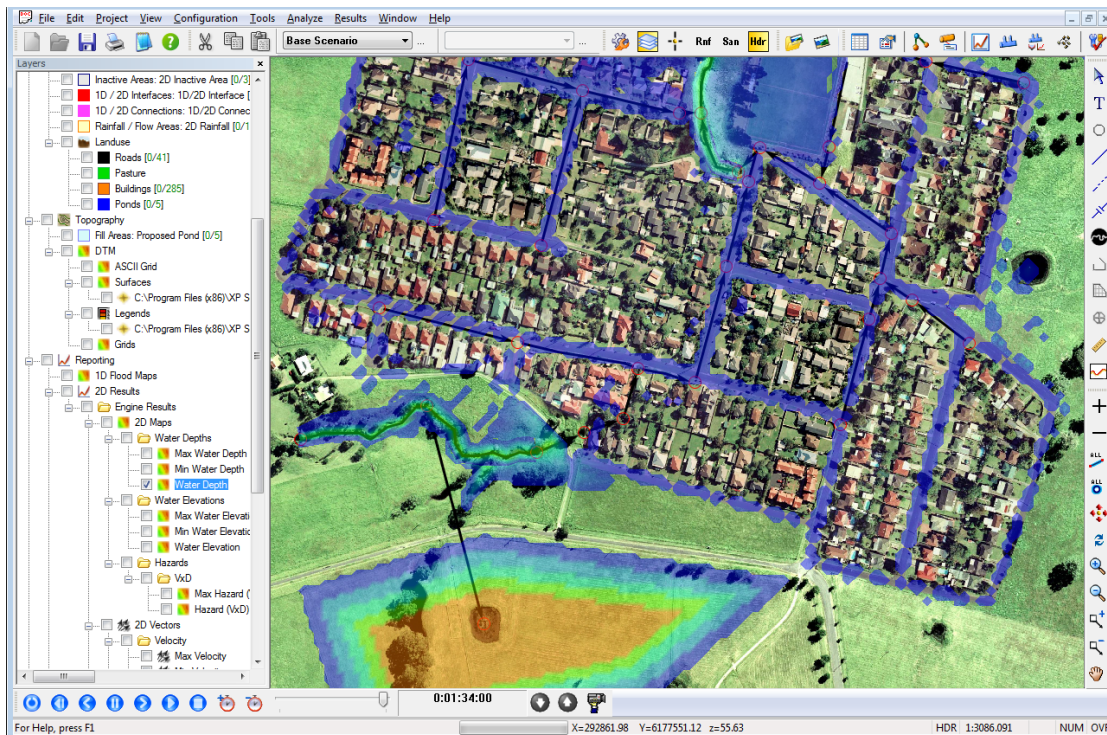 File Edit Project View Configuration Tools Analyze Results Window Help
Base Scenario ... ... Rnf San Hdr
Layers
Inactive Areas: 2D Inactive Area [0/3]
1D / 2D Interfaces: 1D/2D Interface [
1D / 2D Connections: 1D/2D Connec
Rainfall / Flow Areas: 2D Rainfall [0/1
Landuse
Roads [0/41]
Pasture
Buildings [0/285]
Ponds [0/5]
Topography
Fill Areas: Proposed Pond [0/5]
DTM
ASCII Grid
Surfaces
C:\Program Files (x86)\XP S
Legends
C:\Program Files (x86)\XP S
Grids
Reporting
1D Flood Maps
2D Results
Engine Results
2D Maps
Water Depths
Max Water Depth
Min Water Depth
Water Depth
Water Elevations
Max Water Elevati
Min Water Elevatic
Water Elevation
Hazards
VxD
Max Hazard (
Hazard (VxD)
2D Vectors
Velocity
Max Velocity
T
ALL
ALL
0:01:34:00
For Help, press F1 X=292861.98 Y=6177551.12 z=55.63 HDR 1:3086.091 NUM OVR